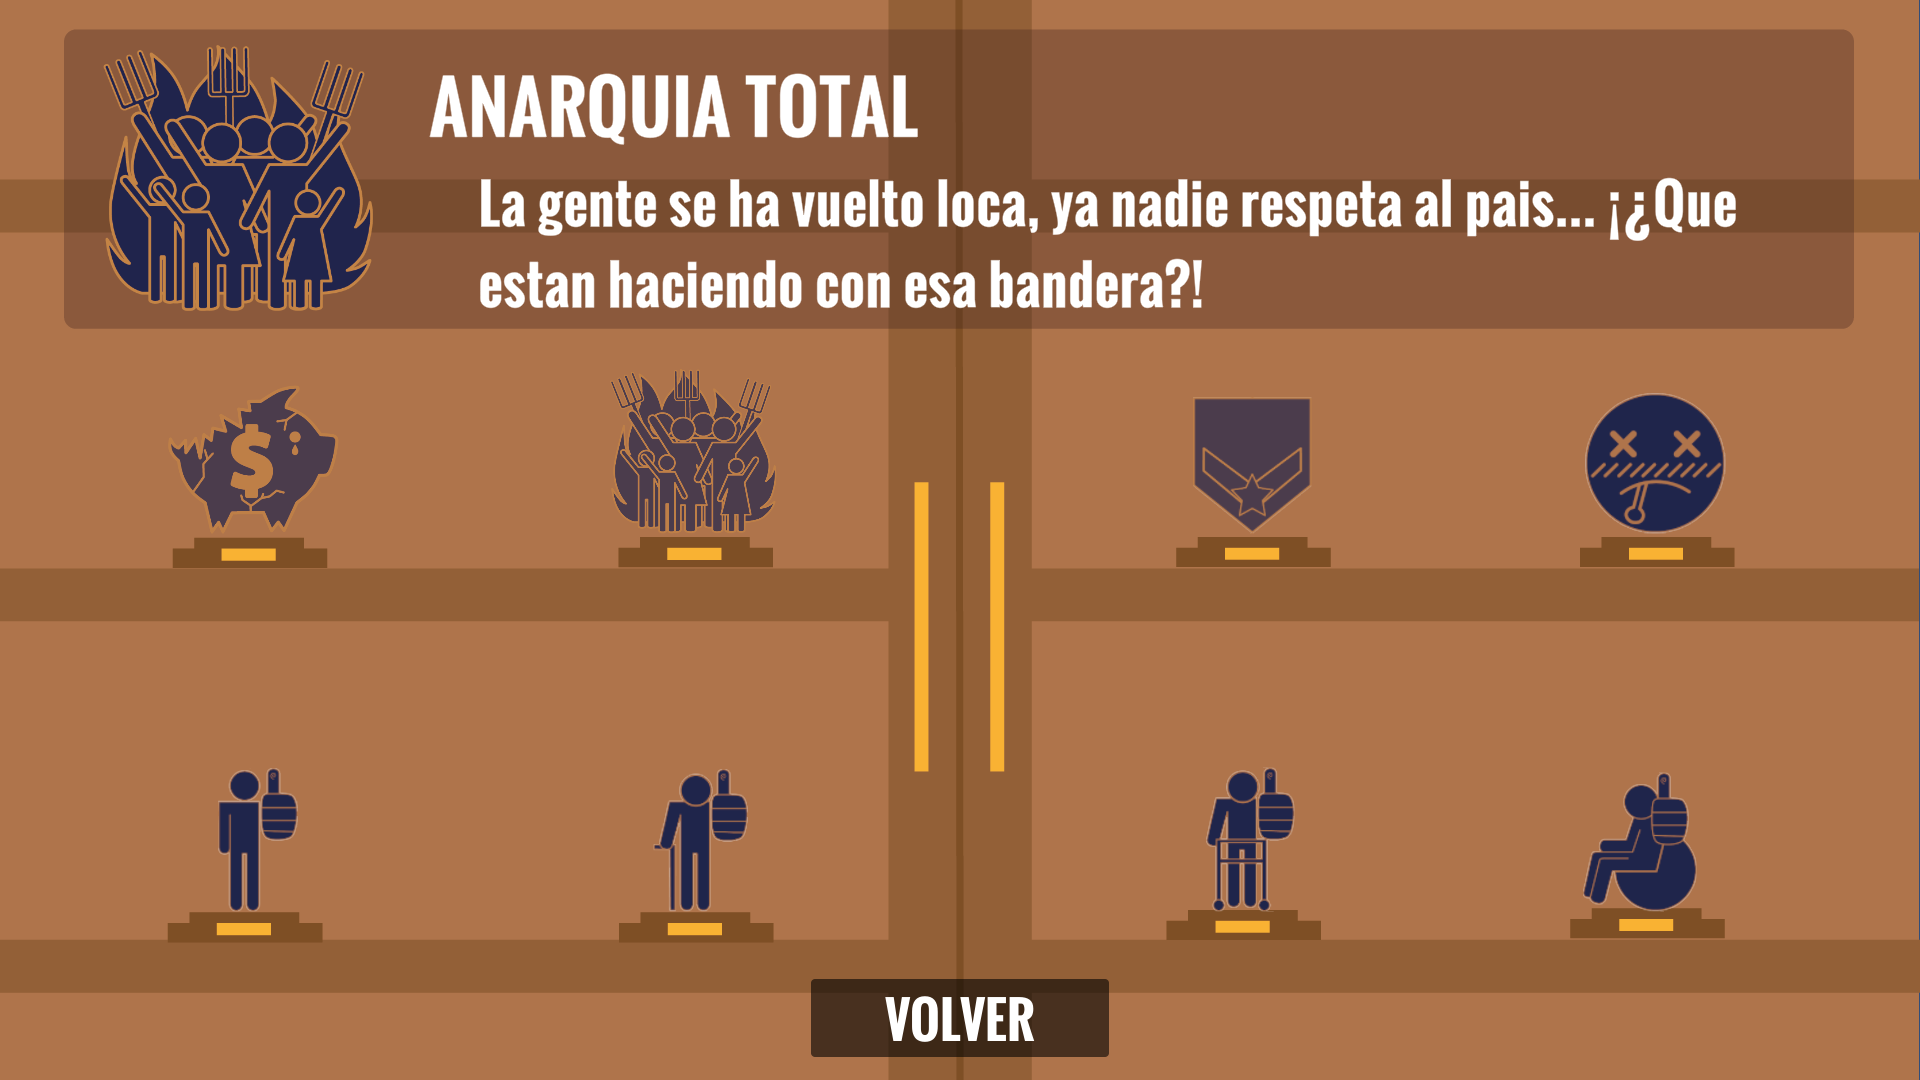 ANARQUIA TOTAL
La gente se ha vuelto loca, ya nadie respeta al pais... ¡¿Que
estan haciendo con esa bandera?!
$
VOLVER